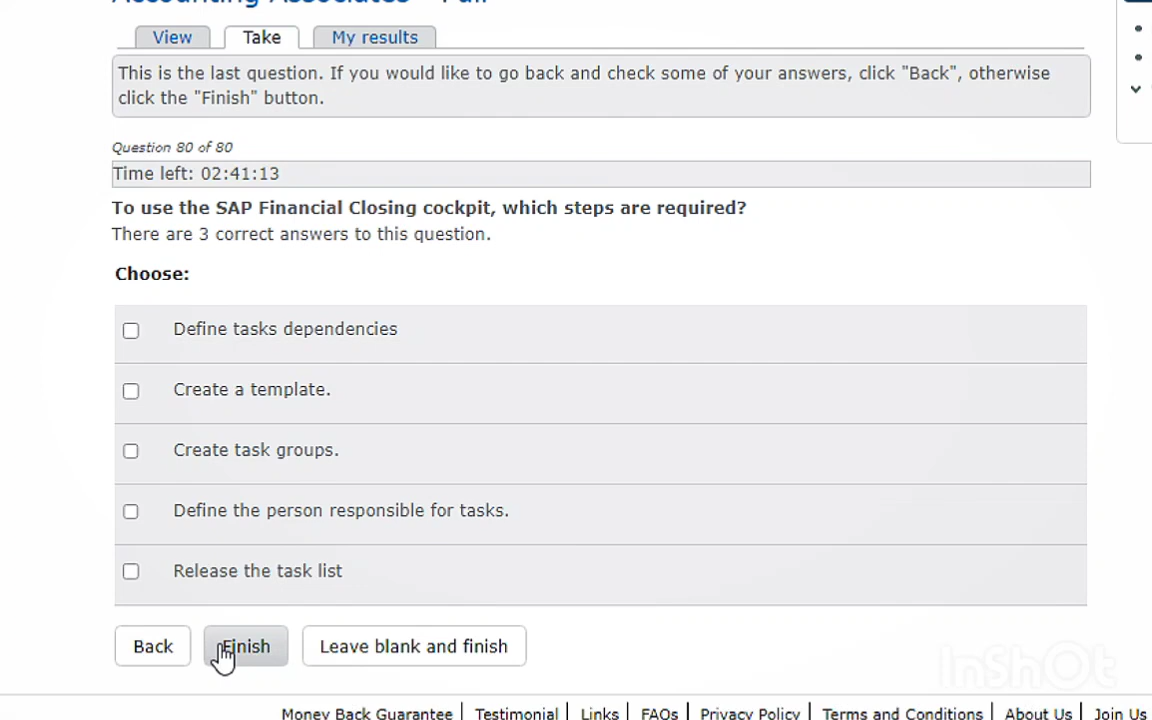 View
Take
My results
This is the last question. If you would like to go back and check some of your answers, click "Back", otherwise
click the "Finish" button.
Question 80 of 80
Time left: 02:41:13
To use the SAP Financial Closing cockpit, which steps are required?
There are 3 correct answers to this question.
Choose:
Define tasks dependencies
Create a template.
Create task groups.
Define the person responsible for tasks.
Release the task list
Back
Finish
Leave blank and finish
InShOt
Money Back Guarantee
Testimonial
Links
FAQs
Privacy Policy
Terms and Conditions
About Us
Join Us